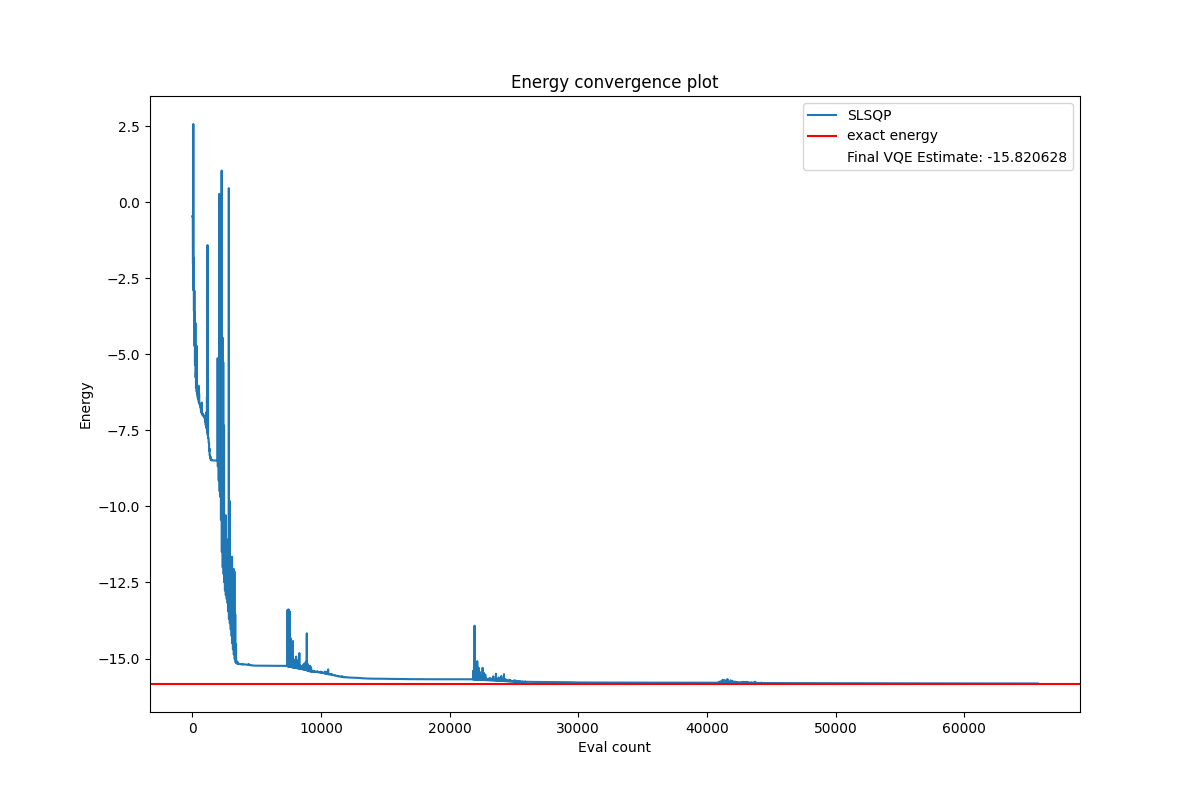 Energy convergence plot
SLSQP
exact energy
Final VQE Estimate: -15.820628
2.5
0.0
−2.5
−5.0
−7.5
−10.0
−12.5
−15.0
Energy
0
10000
20000
30000
40000
50000
60000
Eval count